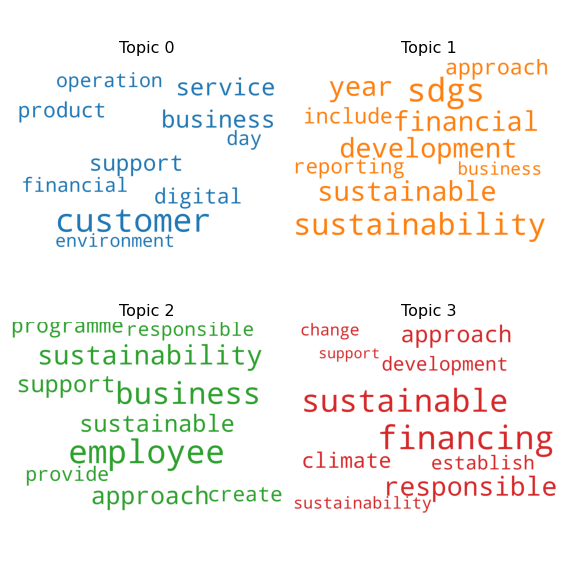 Topic 0
operation
service
product
business
day
support
financial
digital
customer
environment
Topic 1
approach
year
sdgs
include
financial
development
reporting
business
sustainable
sustainability
Topic 2
programme
responsible
sustainability
support
business
sustainable
employee
provide
approach
create
Topic 3
change
approach
support
development
sustainable
financing
climate
establish
responsible
sustainability